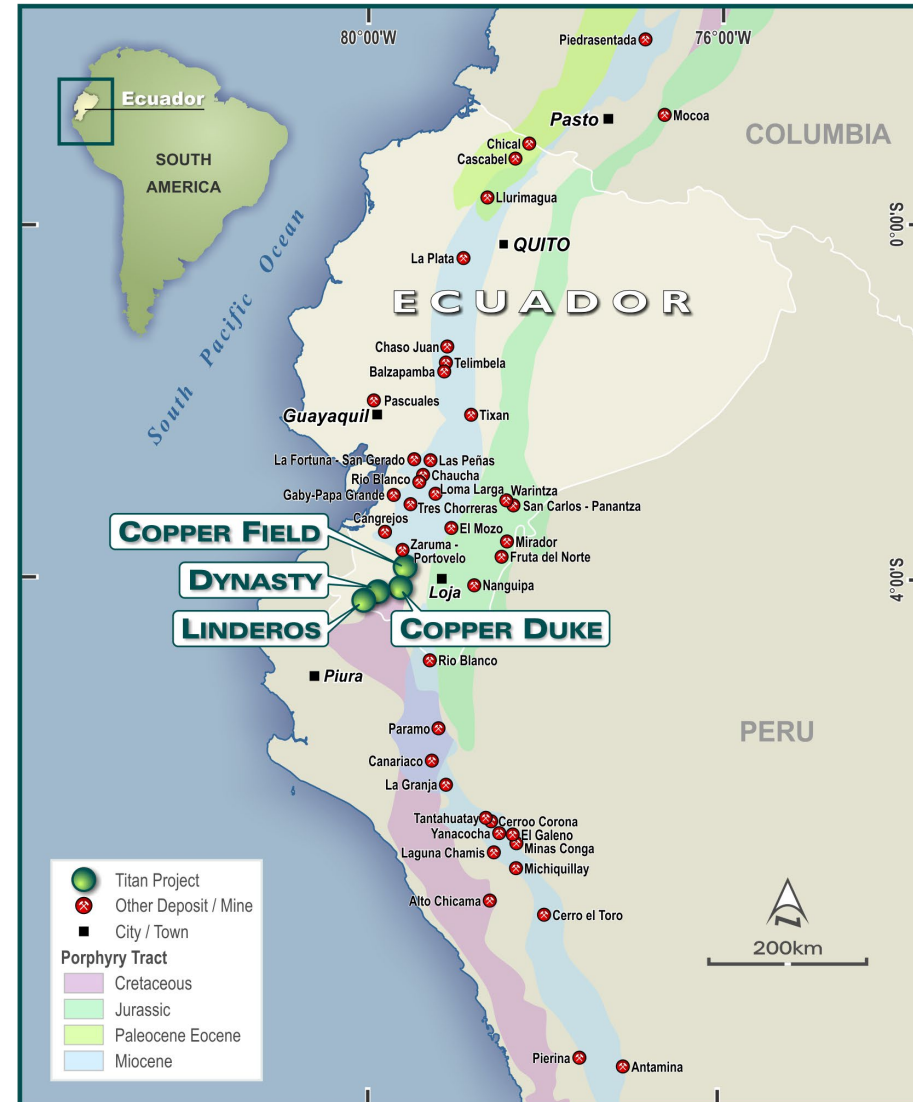 80°00'W
76°00'W
Piedrasentada
Ecuador
SOUTH
AMERICA
Pasto
Mocoa
COLUMBIA
Chical
Cascabel
Llurimagua
0°00'S
QUITO
La Plata
South Pacific Ocean
ECUADOR
Chaso Juan
Telimbela
Balzapamba
Pascuales
Guayaquil
Tixan
La Fortuna - San Gerado
Las Peñas
Chaucha
Rio Blanco
Loma Larga
Warintza
Gaby-Papa Grande
San Carlos - Panantza
Tres Chorreras
Cangrejos
El Mozo
COPPER FIELD
Zaruma -
Portovelo
Mirador
Fruta del Norte
DYNASTY
Loja
Nanguipa
4°00'S
LINDEROS
COPPER DUKE
Rio Blanco
Piura
Paramo
PERU
Canariaco
La Granja
Tantahuatay
Cerroo Corona
Yanacocha
El Galeno
Minas Conga
Laguna Chamis
Michiquillay
Alto Chicama
Cerro el Toro
Titan Project
Other Deposit / Mine
City / Town
Porphyry Tract
Cretaceous
Jurassic
Paleocene Eocene
Miocene
N
200km
Pierina
Antamina